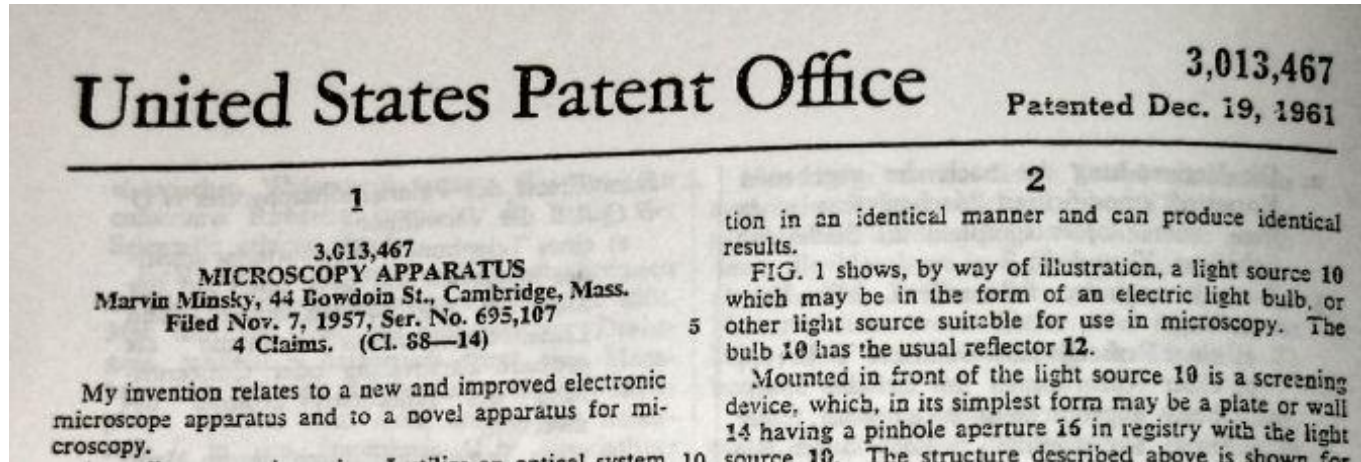 United States Patent Office
3,013,467
Patented Dec. 19, 1961
1
3,013,467
MICROSCOPY APPARATUS
Marvin Minsky, 44 Bowdoin St., Cambridge, Mass.
Filed Nov. 7, 1957, Ser. No. 695,107
4 Claims. (Cl. 88—14)
My invention relates to a new and improved electronic
microscope apparatus and to a novel apparatus for mi-
croscopy.
2
tion in an identical manner and can produce identical
results.
FIG. 1 shows, by way of illustration, a light source 10
which may be in the form of an electric light bulb, or
5 other light source suitable for use in microscopy. The
bulb 10 has the usual reflector 12.
Mounted in front of the light source 10 is a screening
device, which, in its simplest form may be a plate or wall
14 having a pinhole aperture 16 in registry with the light
10 source 10. The structure described above is shown for